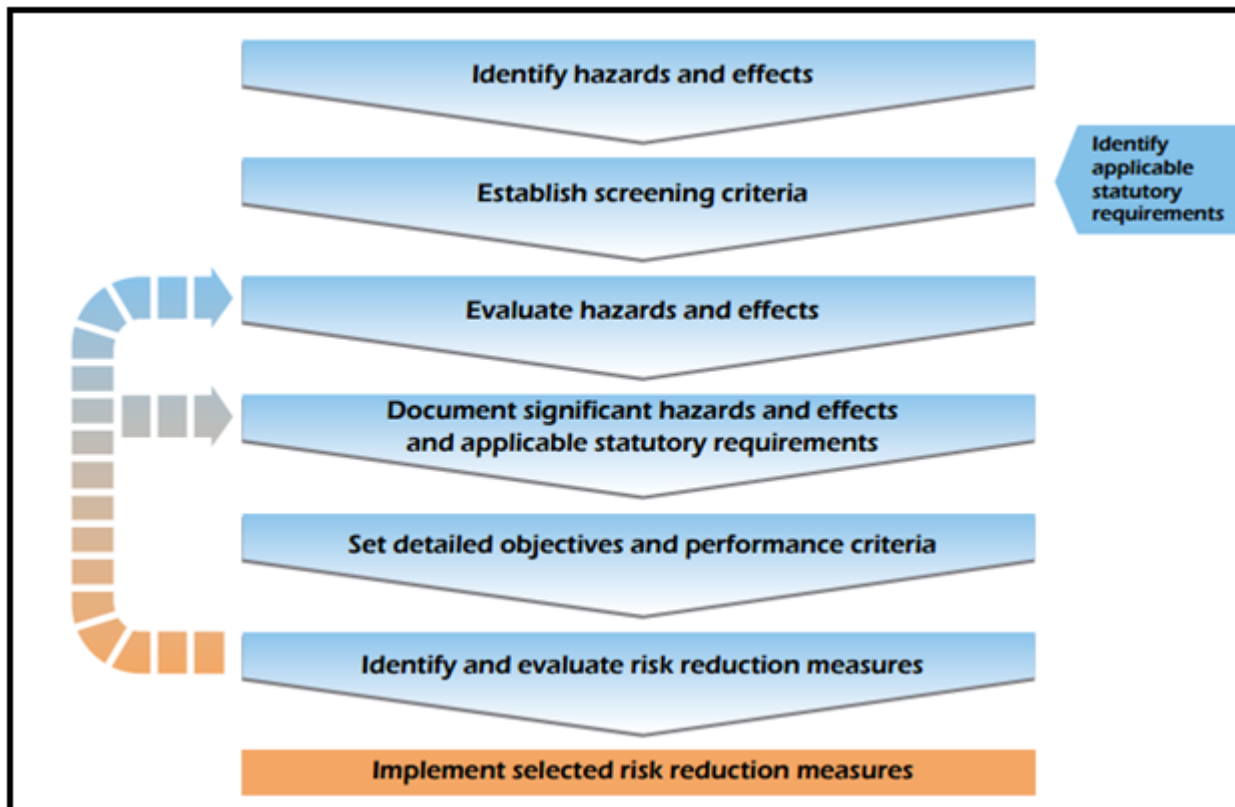 Identify hazards and effects
Identify
applicable
statutory
requirements
Establish screening criteria
Evaluate hazards and effects
Document significant hazards and effects
and applicable statutory requirements
Set detailed objectives and performance criteria
Identify and evaluate risk reduction measures
Implement selected risk reduction measures